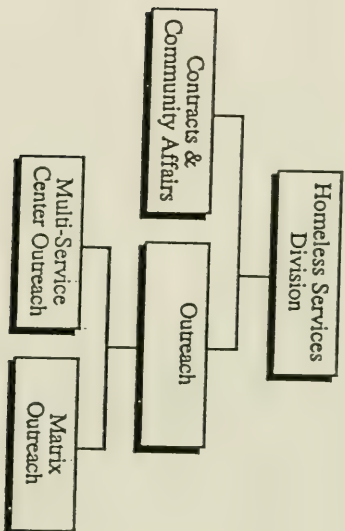 Homeless Services
Division
Contracts &
Community Affairs
Outreach
Multi-Service
Center Outreach
Matrix
Outreach